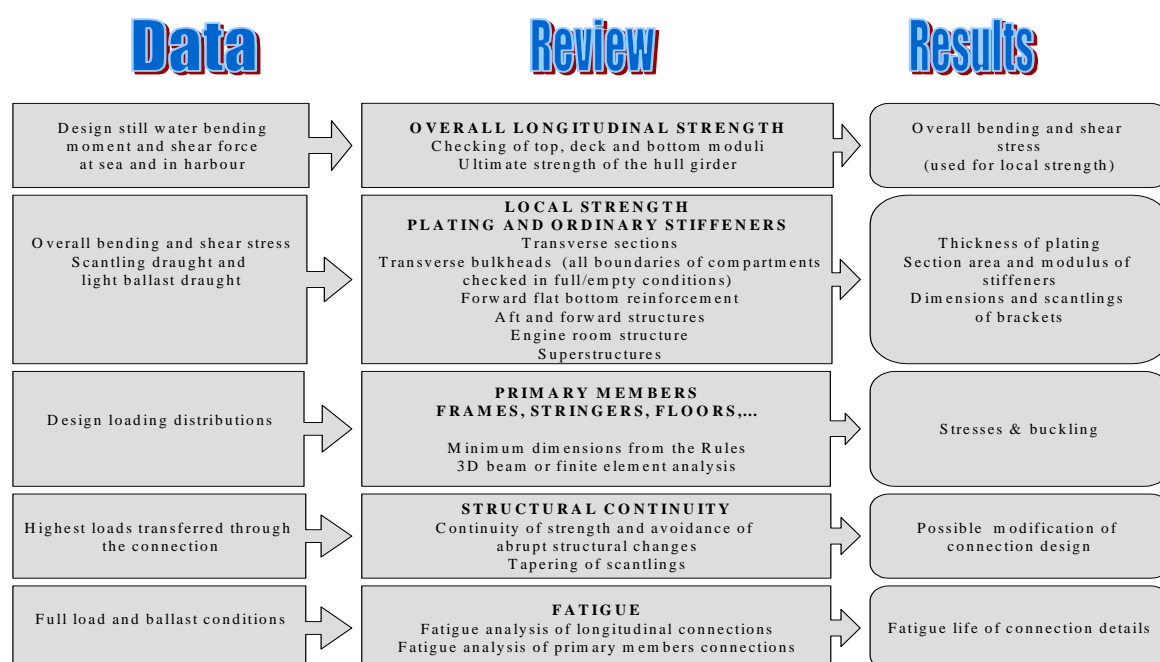 Data
Review
Results
Design still water bending
moment and shear force
at sea and in harbour
OVERALL LONGITUDINAL STRENGTH
Checking of top, deck and bottom moduli
Ultimate strength of the hull girder
Overall bending and shear
stress
(used for local strength)
Overall bending and shear stress
Scantling draught and
light ballast draught
LOCAL STRENGTH
PLATING AND ORDINARY STIFFENERS
Transverse sections
Transverse bulkheads (all boundaries of compartments
checked in full/empty conditions)
Forward flat bottom reinforcement
Aft and forward structures
Engine room structure
Superstructures
Thickness of plating
Section area and modulus of
stiffeners
Dimensions and scantlings
of brackets
Design loading distributions
PRIMARY MEMBERS
FRAMES, STRINGERS, FLOORS,...
Minimum dimensions from the Rules
3D beam or finite element analysis
Stresses & buckling
Highest loads transferred through
the connection
STRUCTURAL CONTINUITY
Continuity of strength and avoidance of
abrupt structural changes
Tapering of scantlings
Possible modification of
connection design
Full load and ballast conditions
FATIGUE
Fatigue analysis of longitudinal connections
Fatigue analysis of primary members connections
Fatigue life of connection details